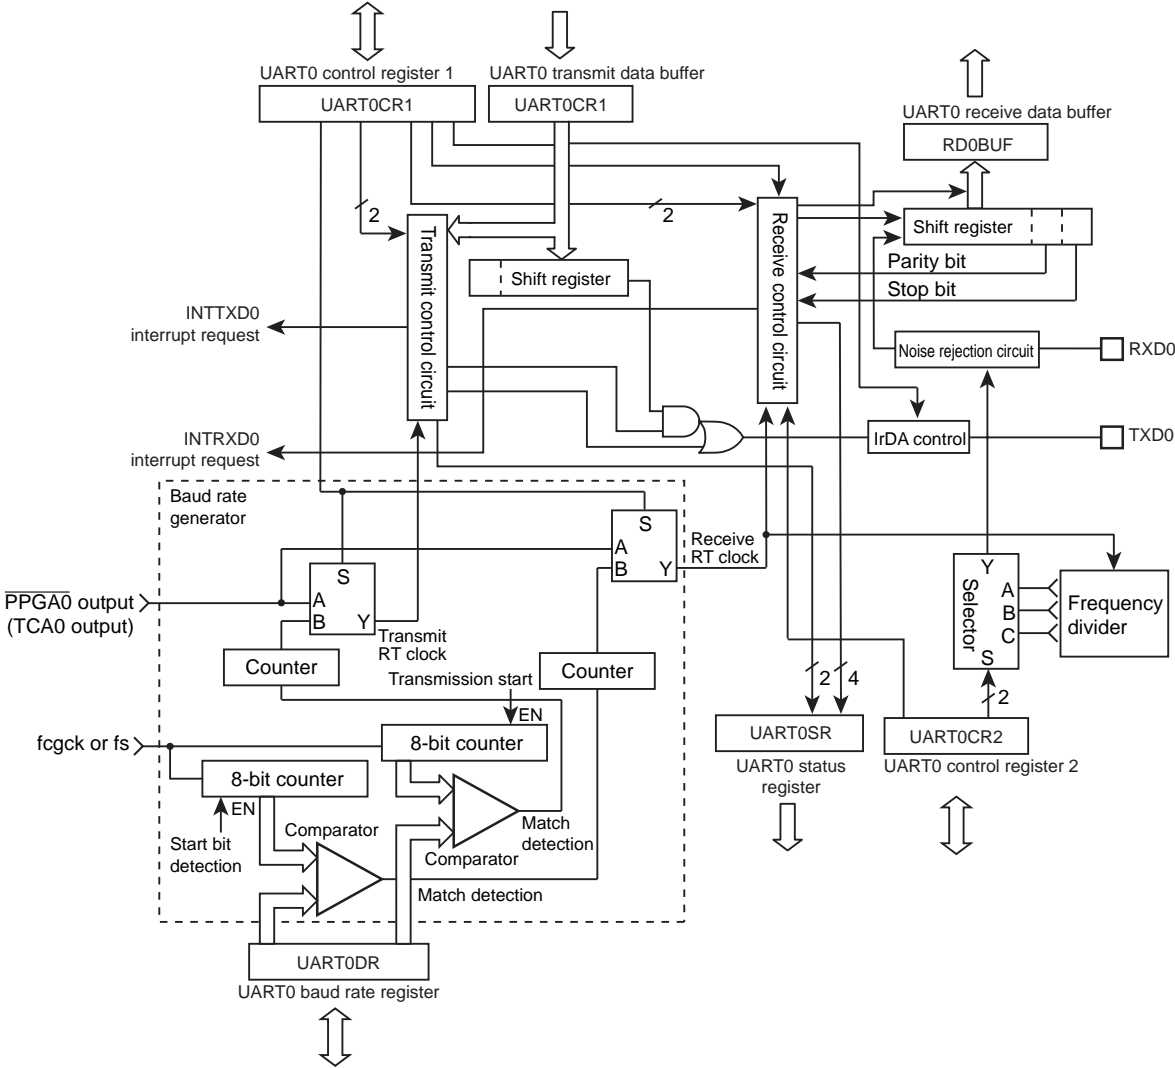 UART0 control register 1
UART0CR1
UART0 transmit data buffer
UART0CR1
UART0 receive data buffer
RD0BUF
2
2
Transmit control circuit
Receive control circuit
Shift register
Shift register
Parity bit
Stop bit
INTTXD0
interrupt request
Noise rejection circuit
RXD0
INTRXD0
interrupt request
IrDA control
TXD0
Baud rate
generator
S
A
B
Y
Receive
RT clock
PPGA0 output
(TCA0 output)
S
A
B
Y
Transmit
RT clock
Y
Selector
A
B
C
S
Frequency
divider
Counter
Counter
Transmission start
EN
2
4
2
fcgck or fs
8-bit counter
8-bit counter
EN
UART0SR
UART0 status
register
UART0CR2
UART0 control register 2
Start bit
detection
Comparator
Comparator
Match
detection
Match detection
UART0DR
UART0 baud rate register